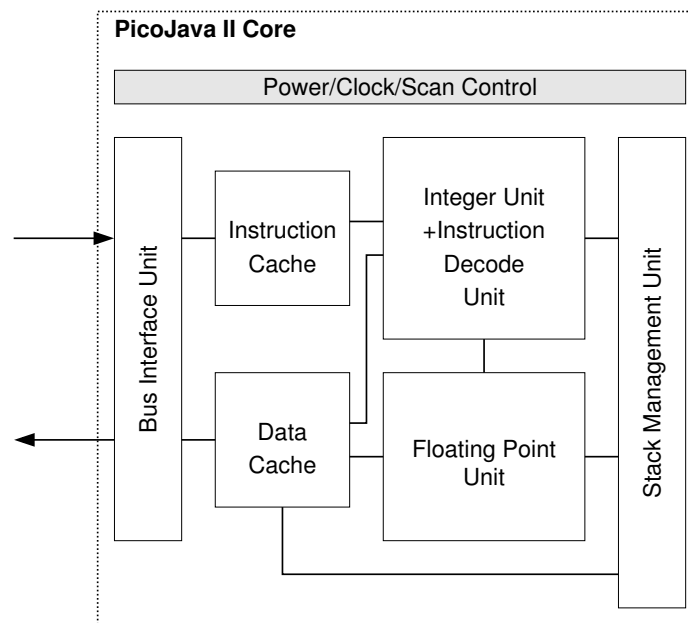 PicoJava II Core
Power/Clock/Scan Control
Bus Interface Unit
Instruction
Cache
Integer Unit
+Instruction
Decode
Unit
Data
Cache
Floating Point
Unit
Stack Management Unit